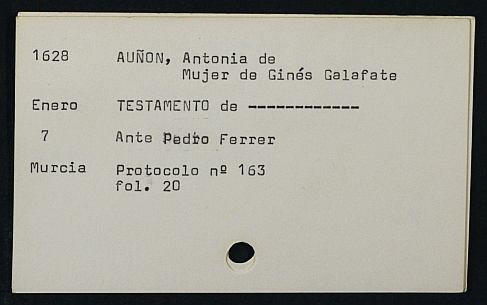 1628 AUÑON, Antonia de
Mujer de Ginés Galafate
Enero TESTAMENTO de ------------
7 Ante Pedro Ferrer
Murcia Protocolo nº 163
fol. 20